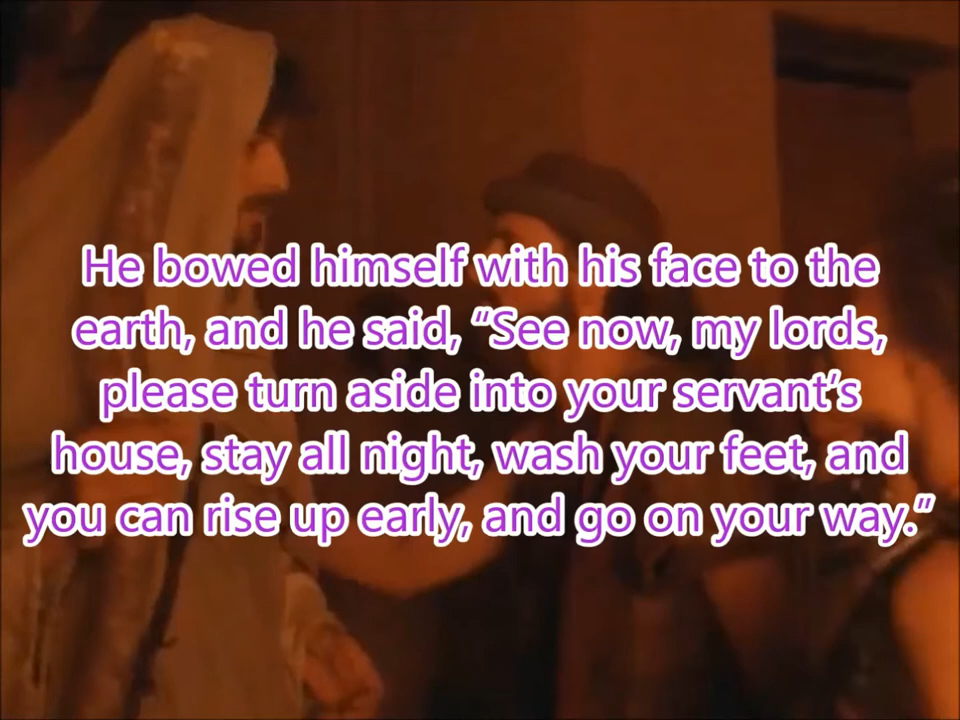 He bowed himself with his face to the
earth, and he said, “See now, my lords,
please turn aside into your servant’s
house, stay all night, wash your feet, and
you can rise up early, and go on your way.”